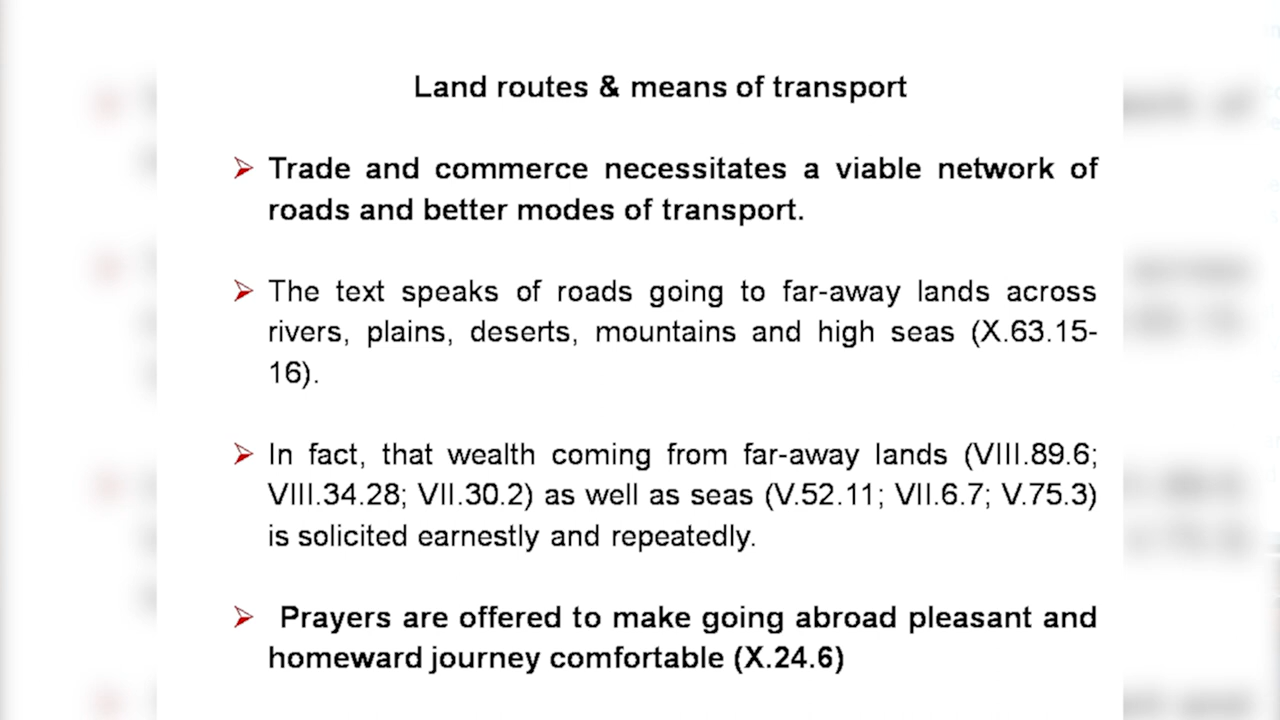 Land routes & means of transport
Trade and commerce necessitates a viable network of
roads and better modes of transport.
The text speaks of roads going to far-away lands across
rivers, plains, deserts, mountains and high seas (X.63.15-
16).
In fact, that wealth coming from far-away lands (VIII.89.6;
VIII.34.28; VII.30.2) as well as seas (V.52.11; VII.6.7; V.75.3)
is solicited earnestly and repeatedly.
Prayers are offered to make going abroad pleasant and
homeward journey comfortable (X.24.6)